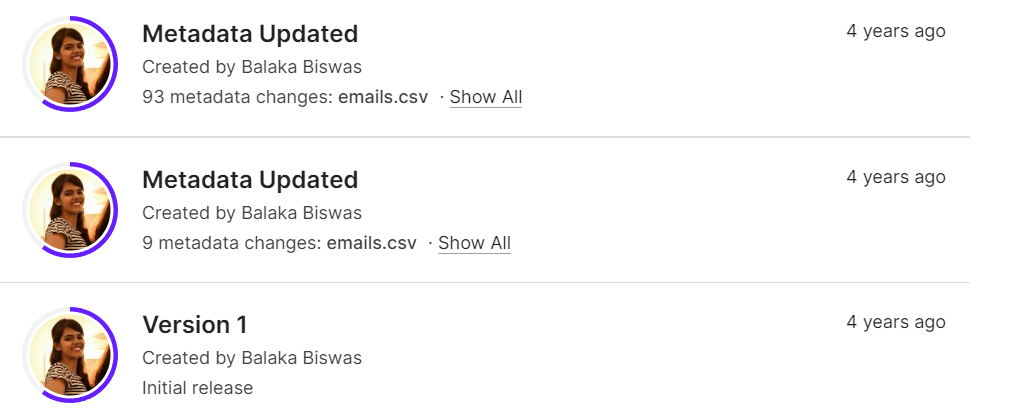 Metadata Updated
4 years ago
Created by Balaka Biswas
93 metadata changes: emails.csv · Show All
Metadata Updated
4 years ago
Created by Balaka Biswas
9 metadata changes: emails.csv · Show All
Version 1
4 years ago
Created by Balaka Biswas
Initial release